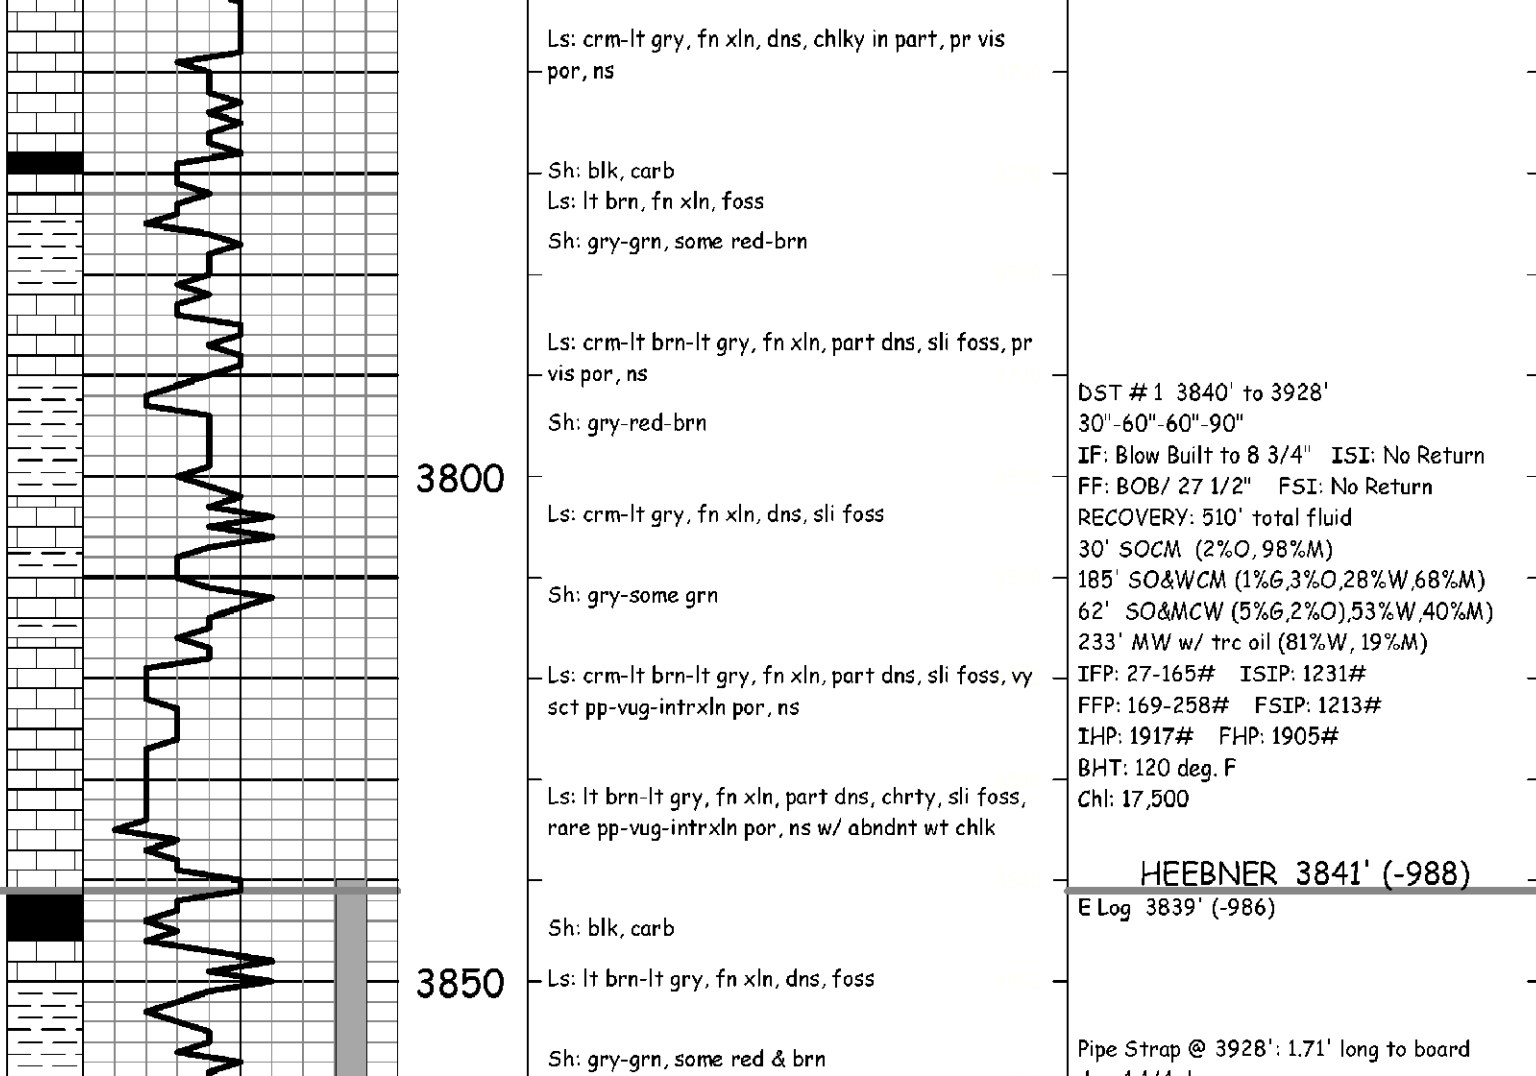 Ls: crm-lt gry, fn xln, dns, chlky in part, pr vis
por, ns
Sh: blk, carb
Ls: lt brn, fn xln, foss
Sh: gry-grn, some red-brn
Ls: crm-lt brn-lt gry, fn xln, part dns, sli foss, pr
vis por, ns
Sh: gry-red-brn
3800
Ls: crm-lt gry, fn xln, dns, sli foss
Sh: gry-some grn
Ls: crm-lt brn-lt gry, fn xln, part dns, sli foss, vy
sct pp-vug-intrxln por, ns
Ls: lt brn-lt gry, fn xln, part dns, chrty, sli foss,
rare pp-vug-intrxln por, ns w/ abndnt wt chlk
Sh: blk, carb
3850
Ls: lt brn-lt gry, fn xln, dns, foss
Sh: gry-grn, some red & brn
DST # 1 3840' to 3928'
30"-60"-60"-90"
IF: Blow Built to 8 3/4" ISI: No Return
FF: BOB/ 27 1/2" FSI: No Return
RECOVERY: 510' total fluid
30' SOCM (2%O, 98%M)
185' SO&WCM (1%G,3%O,28%W,68%M)
62' SO&MCW (5%G,2%O),53%W,40%M)
233' MW w/ trc oil (81%W, 19%M)
IFP: 27-165# ISIP: 1231#
FFP: 169-258# FSIP: 1213#
IHP: 1917# FHP: 1905#
BHT: 120 deg. F
Chl: 17,500
HEEBNER 3841' (-988)
E Log 3839' (-986)
Pipe Strap @ 3928': 1.71' long to board